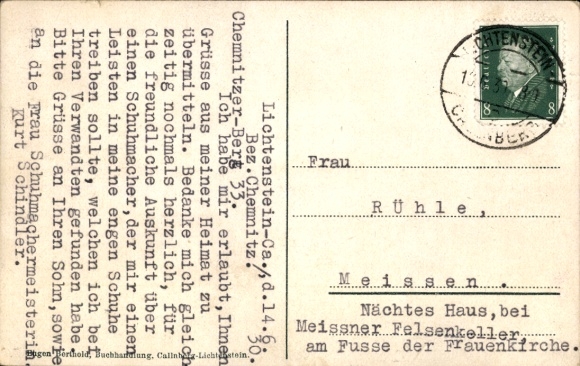 Lichtenstein-Ca./,d.14.6.
Bez.Chemnitz. 30.
Chemnitzer-Berg 33.
Ich habe mir erlaubt,Ihnen
Grüsse aus meiner Heimat zu
übermitteln. Bedanke mich gleich
zeitig nochmals herzlich, für
die freundliche Auskunft über
einen Schuhmacher,der mir einen
Leisten in meine engen Schuhe
treiben sollte, welchen ich bei
Ihren Verwandten gefunden habe.
Bitte Grüsse an Ihren Sohn,sowie
an die Frau Schuhmachermeisterin.
Kurt Schindler.
Eugen Berthold, Buchhandlung, Callnberg-Lichtenstein.
LICHTENSTEIN
CALLNBERG
8 8
Frau
Rühle,
Meissen.
Nächtes Haus,bei
Meissner Felsenkeller,
am Fusse der Frauenkirche.